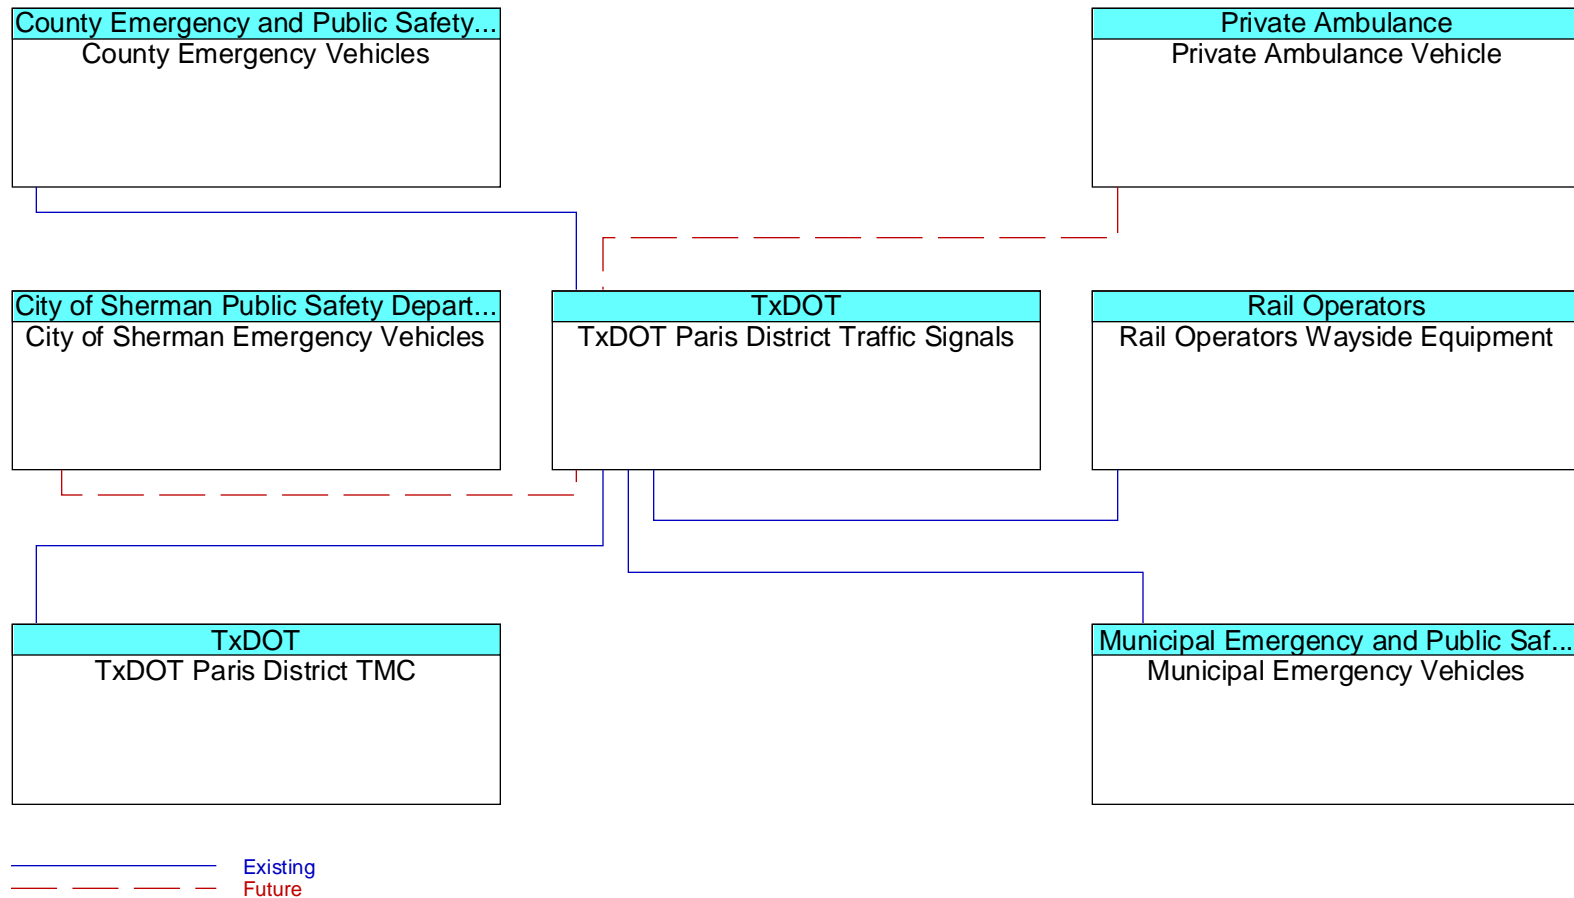 County Emergency and Public Safety...
County Emergency Vehicles
Private Ambulance
Private Ambulance Vehicle
City of Sherman Public Safety Depart...
City of Sherman Emergency Vehicles
TxDOT
TxDOT Paris District Traffic Signals
Rail Operators
Rail Operators Wayside Equipment
TxDOT
TxDOT Paris District TMC
Municipal Emergency and Public Saf...
Municipal Emergency Vehicles
Existing
Future